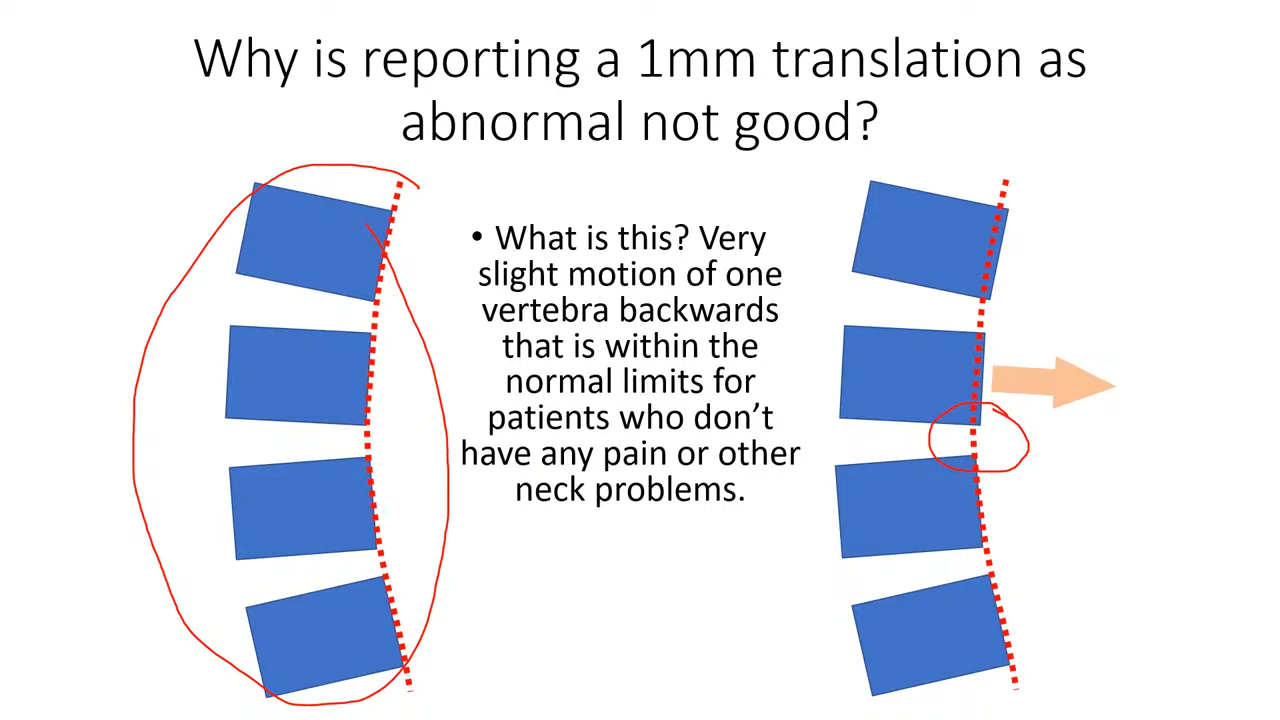 Why is reporting a 1mm translation as
abnormal not good?
• What is this? Very
slight motion of one
vertebra backwards
that is within the
normal limits for
patients who don’t
have any pain or other
neck problems.